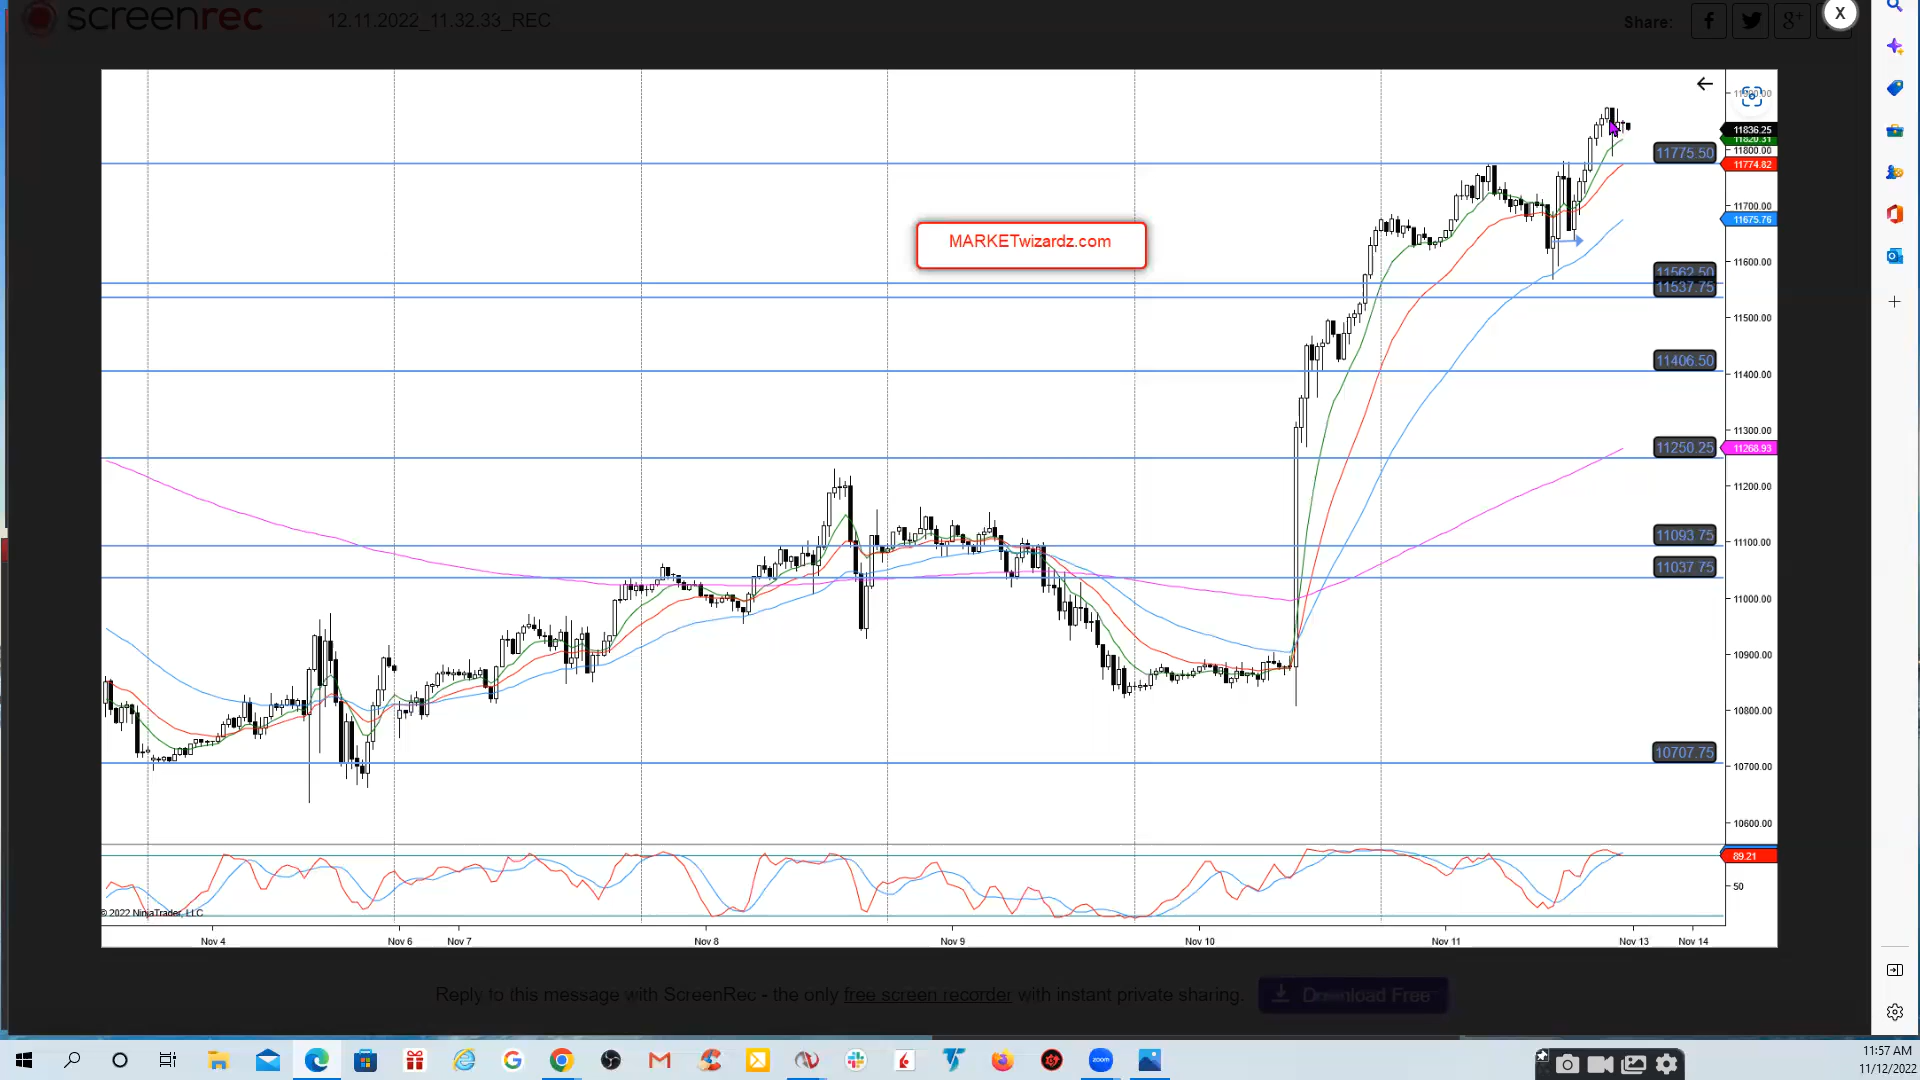 screenrec
12.11.2022_11.32.33_REC
Share:
X
11836.25
11820.31
11800.00
11775.50
11774.82
11700.00
11675.76
MARKETwizardz.com
11600.00
11562.50
11537.75
11500.00
11406.50
11400.00
11300.00
11250.25
11268.93
11200.00
11100.00
11093.75
11037.75
11000.00
10900.00
10800.00
10707.75
10700.00
10600.00
89.21
50
© 2022 NinjaTrader, LLC
Nov 4
Nov 6
Nov 7
Nov 8
Nov 9
Nov 10
Nov 11
Nov 13
Nov 14
Reply to this message with ScreenRec - the only free screen recorder with instant private sharing.
Download Free
zoom
11:57 AM
11/12/2022